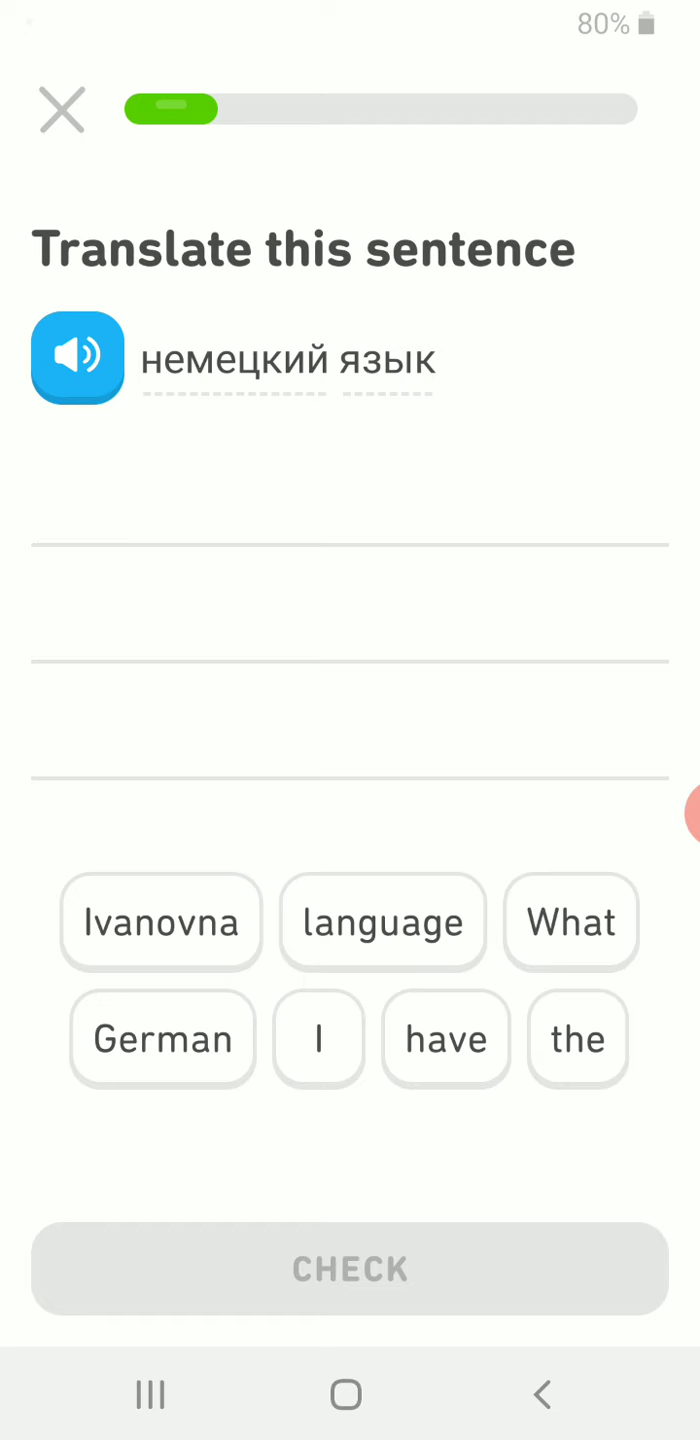 80%
Translate this sentence
немецкий язык
Ivanovna language What
German I have the
CHECK